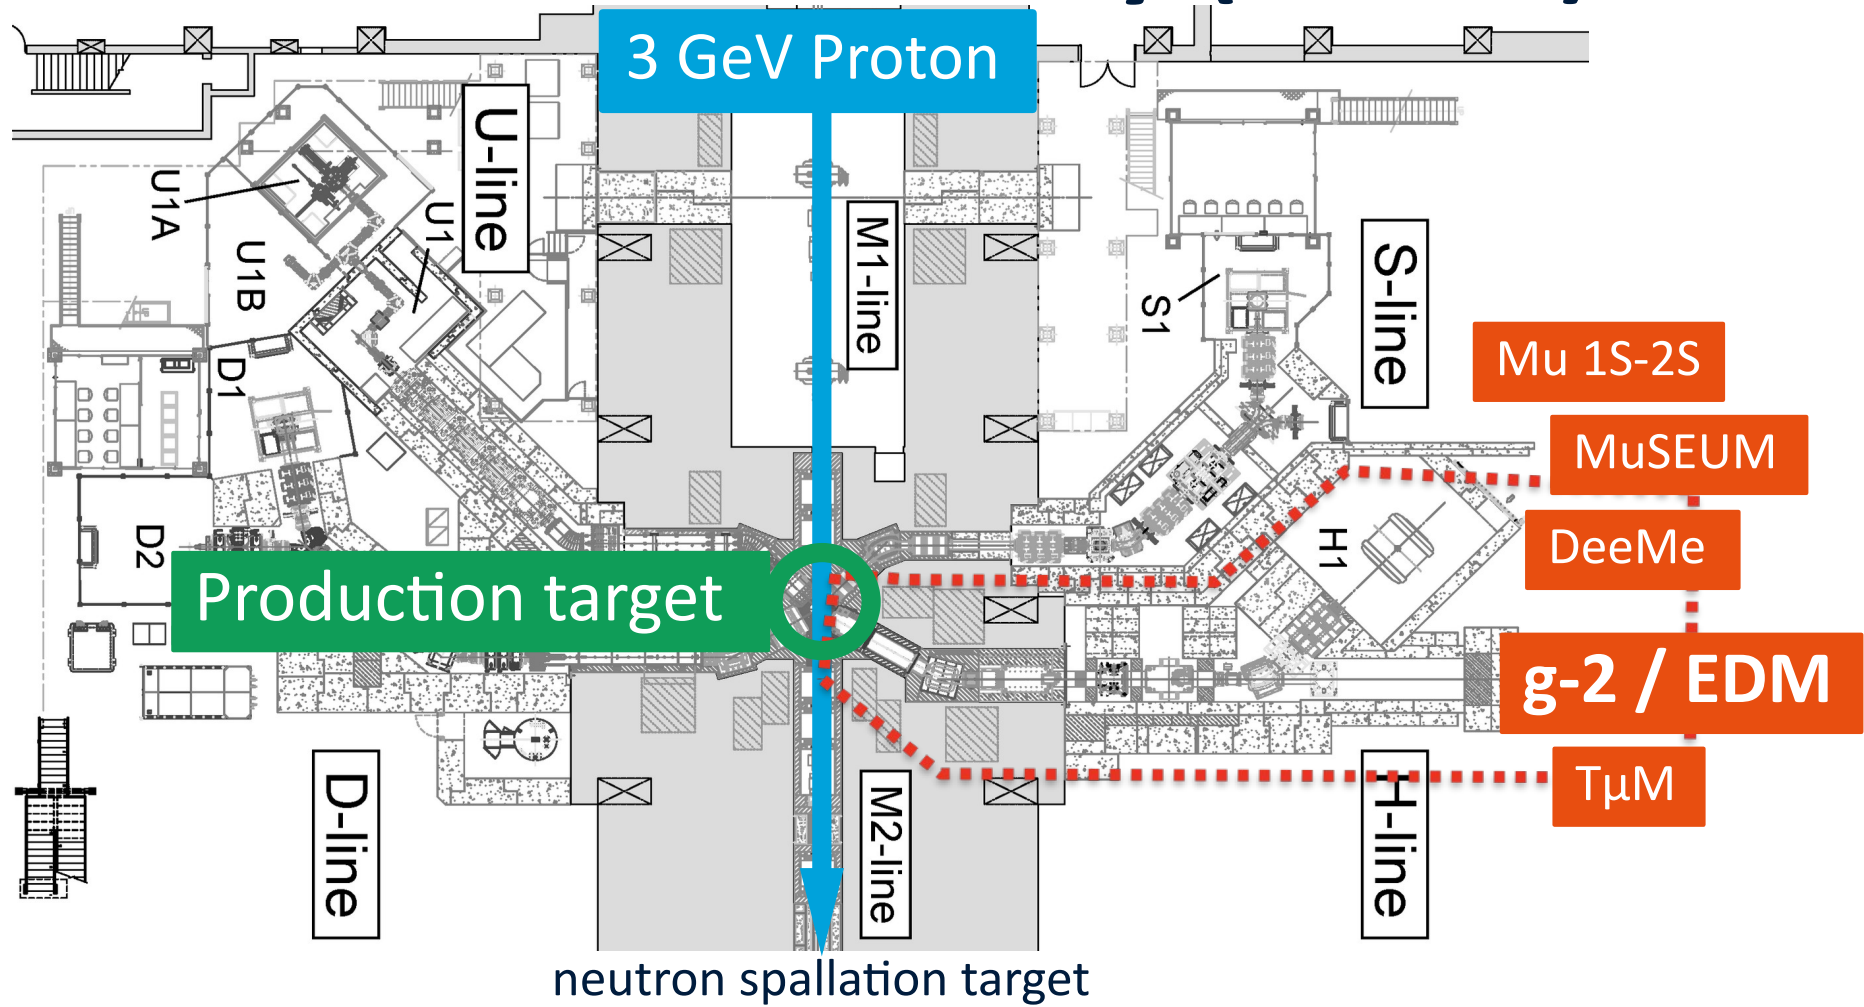 3 GeV Proton
U-line
U1A
U1
U1B
M1-line
S-line
S1
Mu 1S-2S
D1
MuSEUM
D2
H1
DeeMe
Production target
g-2 / EDM
TµM
D-line
M2-line
H-line
neutron spallation target